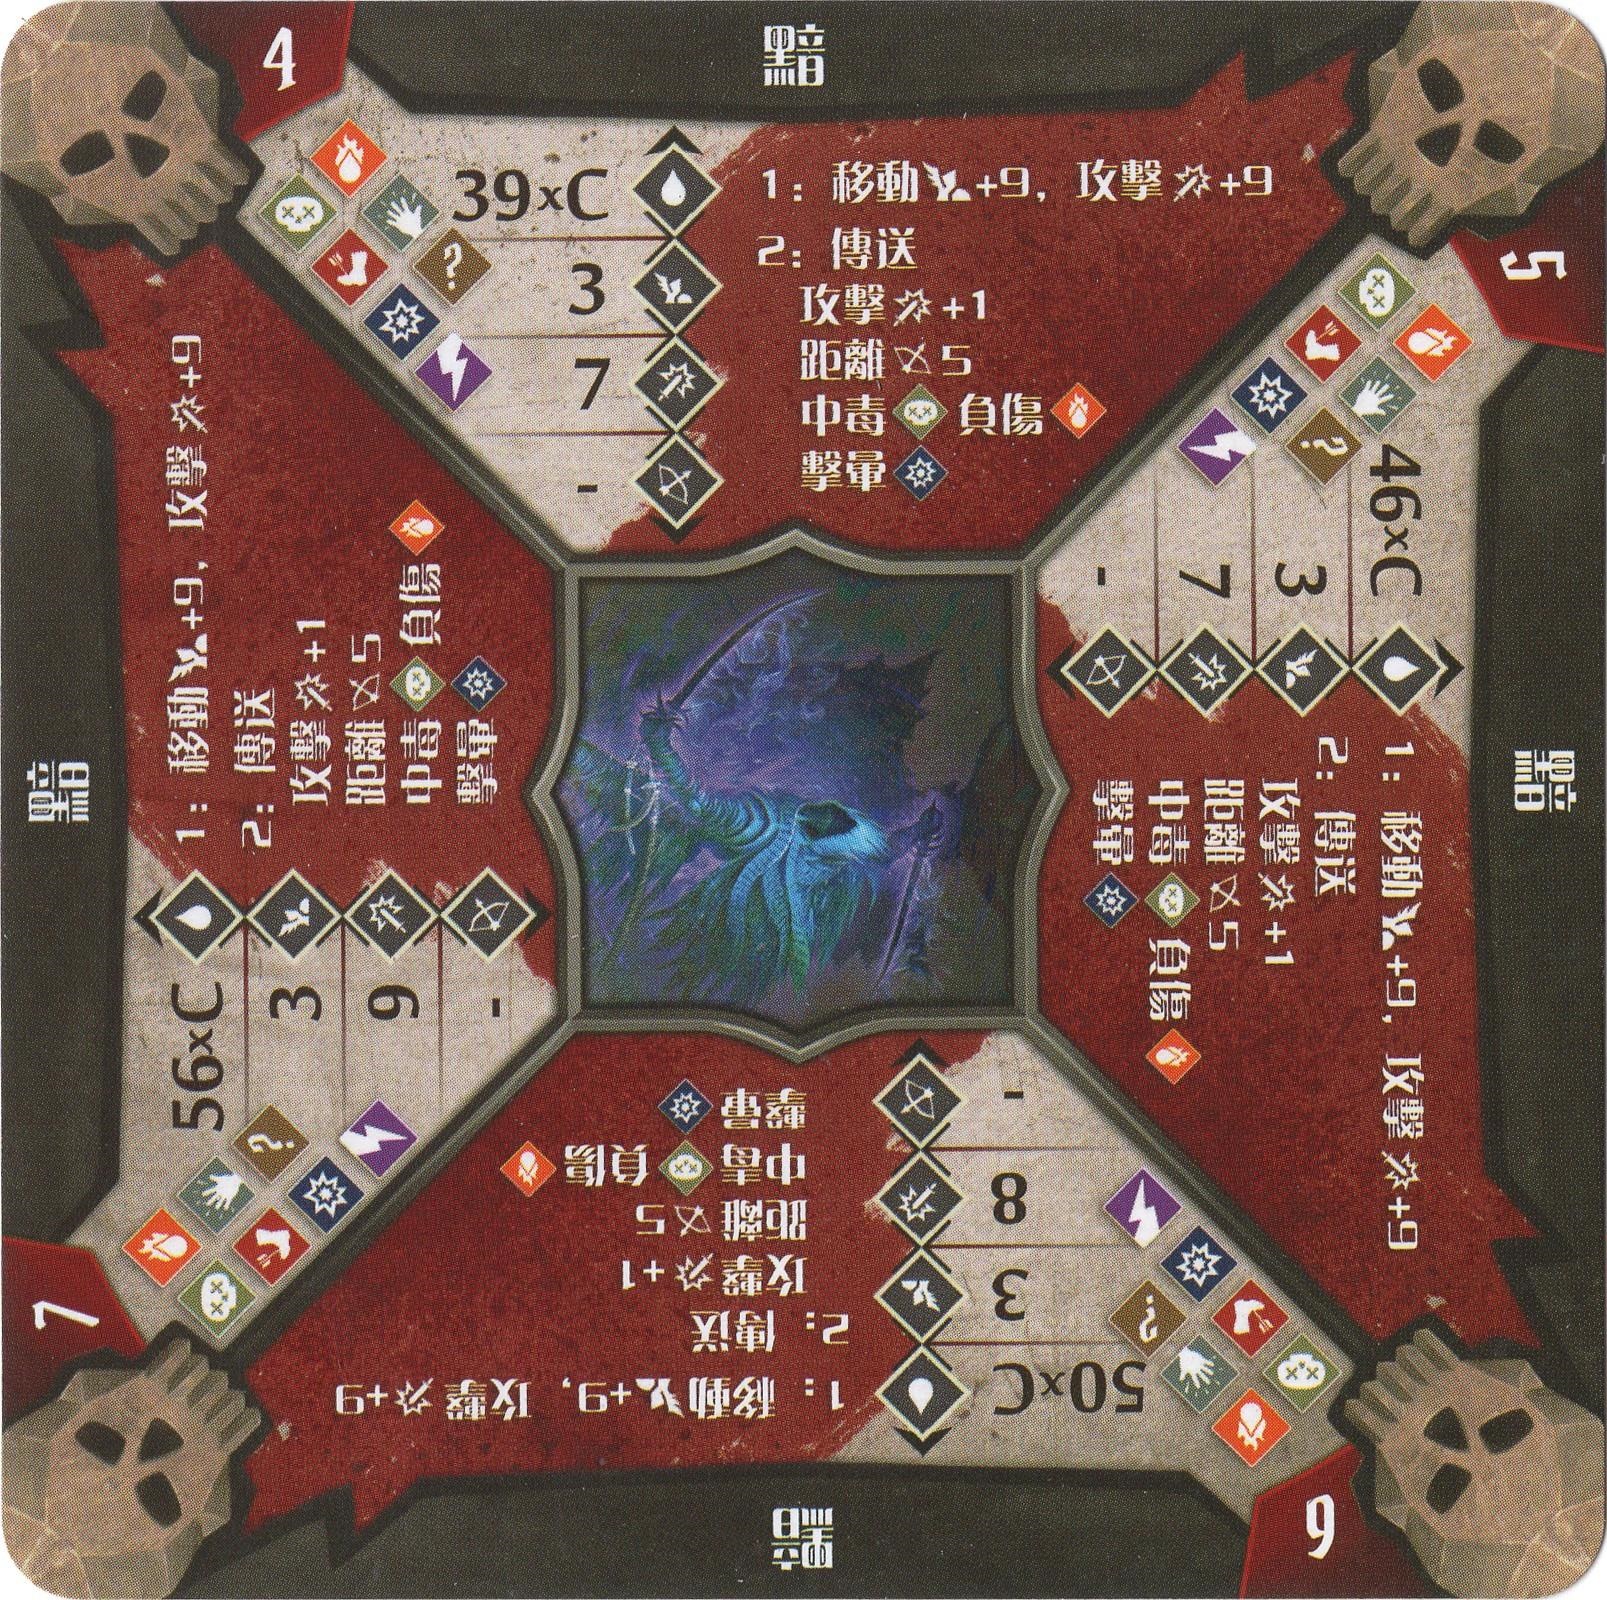 4
黯
39xC
?
3
7
-
1: 移動+9, 攻擊+9
2: 傳送
攻擊+1
距離5
中毒 負傷
擊暈
5
黯
46xC
?
3
7
-
1: 移動+9, 攻擊+9
2: 傳送
攻擊+1
距離5
中毒 負傷
擊暈
6
黯
50xC
?
3
8
-
1: 移動+9, 攻擊+9
2: 傳送
攻擊+1
距離5
中毒 負傷
擊暈
7
黯
56xC
?
3
9
-
1: 移動+9, 攻擊+9
2: 傳送
攻擊+1
距離5
中毒 負傷
擊暈